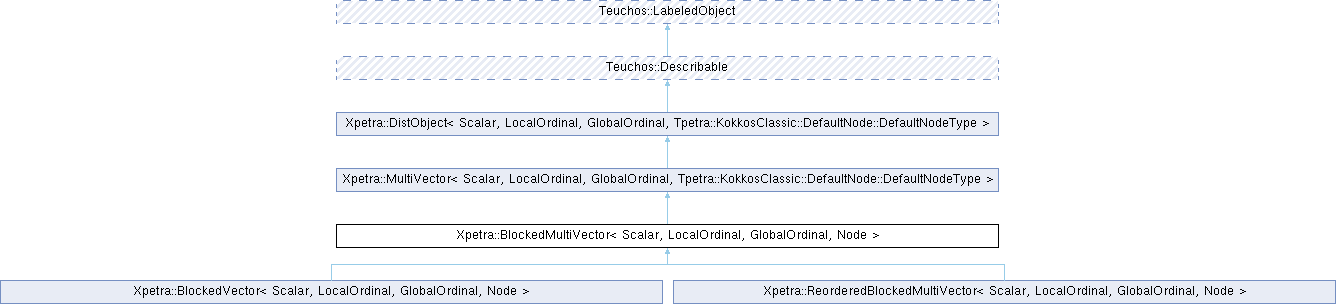 Teuchos::LabeledObject
Teuchos::Describable
Xpetra::DistObject< Scalar, LocalOrdinal, GlobalOrdinal, Tpetra::KokkosClassic::DefaultNode::DefaultNodeType >
Xpetra::MultiVector< Scalar, LocalOrdinal, GlobalOrdinal, Tpetra::KokkosClassic::DefaultNode::DefaultNodeType >
Xpetra::BlockedMultiVector< Scalar, LocalOrdinal, GlobalOrdinal, Node >
Xpetra::BlockedVector< Scalar, LocalOrdinal, GlobalOrdinal, Node >
Xpetra::ReorderedBlockedMultiVector< Scalar, LocalOrdinal, GlobalOrdinal, Node >